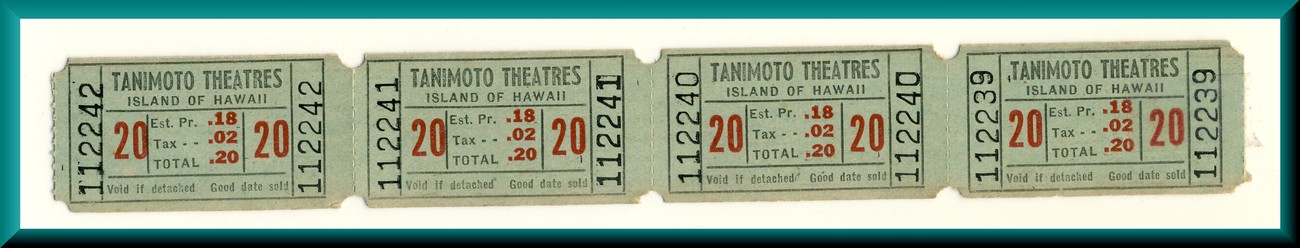 112242
TANIMOTO THEATRES
ISLAND OF HAWAII
20
Est. Pr. .18
Tax - - .02
TOTAL .20
20
Void if detached Good date sold
112242
112241
TANIMOTO THEATRES
ISLAND OF HAWAII
20
Est. Pr. .18
Tax - - .02
TOTAL .20
20
Void if detached Good date sold
112241
112240
TANIMOTO THEATRES
ISLAND OF HAWAII
20
Est. Pr. .18
Tax - - .02
TOTAL .20
20
Void if detached Good date sold
112240
112239
TANIMOTO THEATRES
ISLAND OF HAWAII
20
Est. Pr. .18
Tax - - .02
TOTAL .20
20
Void if detached Good date sold
112239